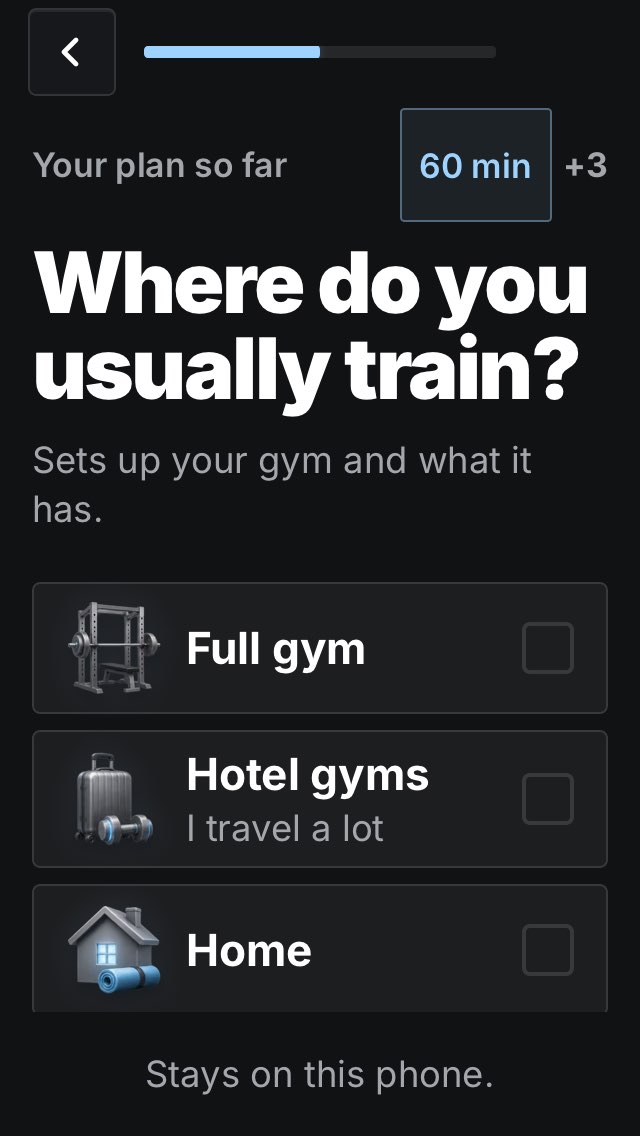 Your plan so far
60 min
+3
Where do you
usually train?
Sets up your gym and what it
has.
Full gym
Hotel gyms
I travel a lot
Home
Stays on this phone.